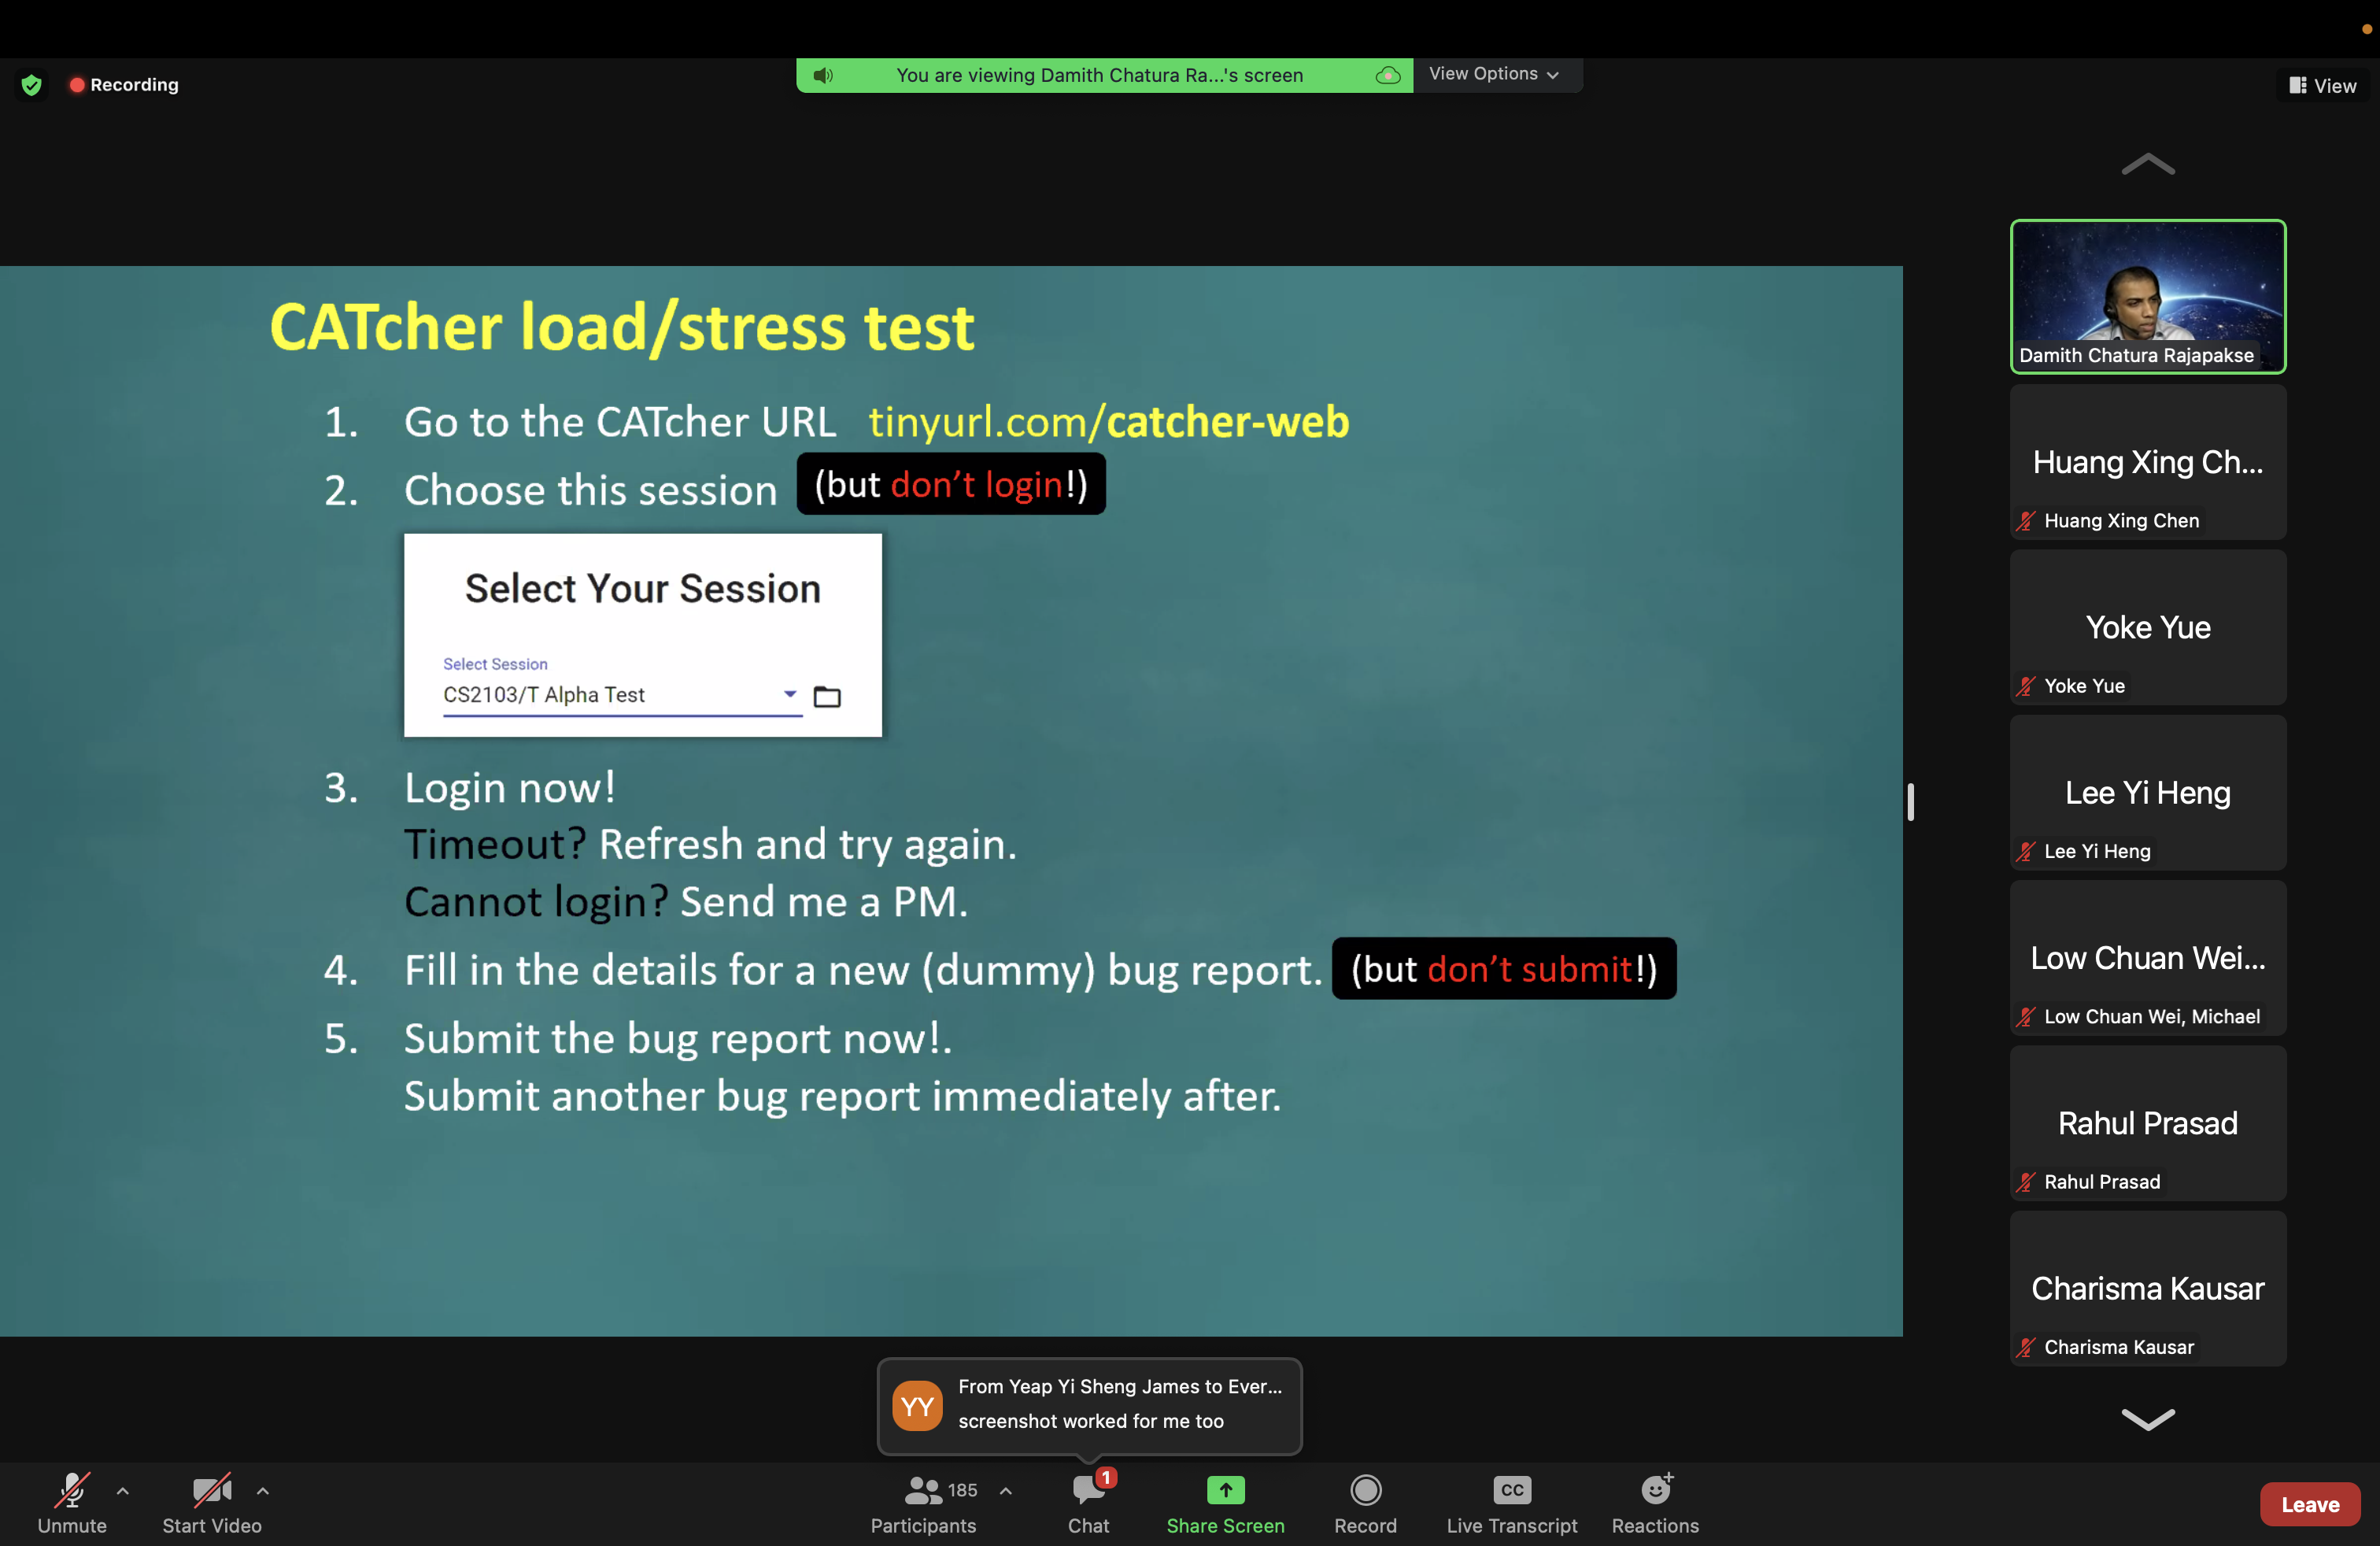 Recording
You are viewing Damith Chatura Ra...'s screen
View Options
View
CATcher load/stress test
1. Go to the CATcher URL tinyurl.com/catcher-web
2. Choose this session (but don't login!)
Select Your Session
Select Session
CS2103/T Alpha Test
3. Login now!
Timeout? Refresh and try again.
Cannot login? Send me a PM.
4. Fill in the details for a new (dummy) bug report. (but don't submit!)
5. Submit the bug report now!.
Submit another bug report immediately after.
Damith Chatura Rajapakse
Huang Xing Ch...
Huang Xing Chen
Yoke Yue
Yoke Yue
Lee Yi Heng
Lee Yi Heng
Low Chuan Wei...
Low Chuan Wei, Michael
Rahul Prasad
Rahul Prasad
Charisma Kausar
Charisma Kausar
YY
From Yeap Yi Sheng James to Ever...
screenshot worked for me too
Unmute
Start Video
185
Participants
1
Chat
Share Screen
Record
CC
Live Transcript
Reactions
Leave